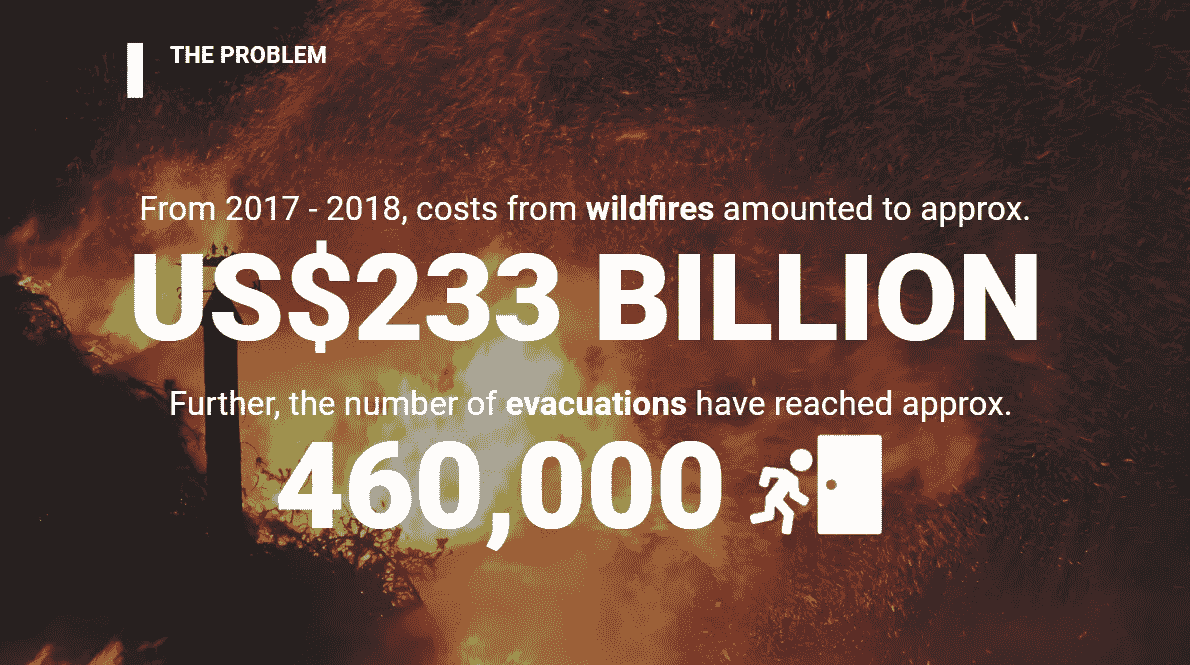 THE PROBLEM
From 2017 - 2018, costs from wildfires amounted to approx.
US$233 BILLION
Further, the number of evacuations have reached approx.
460,000